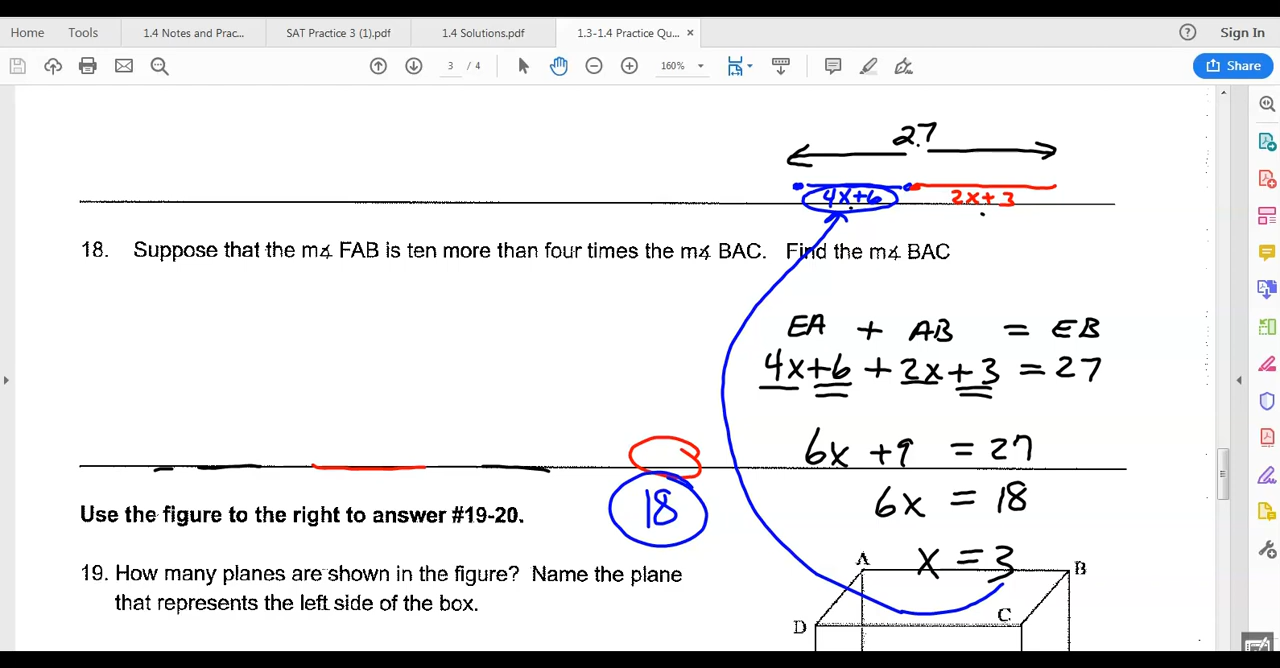 Home Tools 1.4 Notes and Prac... SAT Practice 3 (1).pdf 1.4 Solutions.pdf 1.3-1.4 Practice Qu... × ? Sign In
3 / 4 160% Share
27
4x+6 2x+3
18. Suppose that the m∡ FAB is ten more than four times the m∡ BAC. Find the m∡ BAC
EA + AB = EB
4x+6 + 2x+3 = 27
6x +9 = 27
6x = 18
18
x = 3
Use the figure to the right to answer #19-20.
19. How many planes are shown in the figure? Name the plane
that represents the left side of the box.
A B
D C